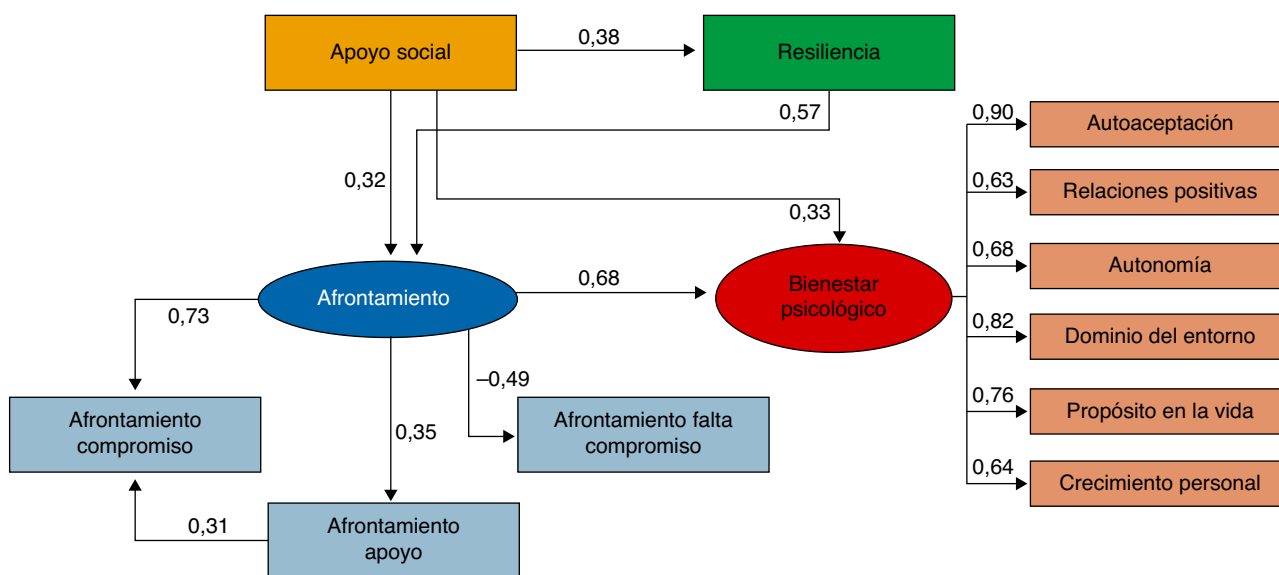 Apoyo social
0,38
Resiliencia
0,57
0,32
0,33
0,90
Autoaceptación
0,63
Relaciones positivas
0,68
Autonomía
0,82
Dominio del entorno
0,76
Propósito en la vida
0,64
Crecimiento personal
Afrontamiento
0,68
Bienestar
psicológico
0,73
–0,49
0,35
Afrontamiento
compromiso
Afrontamiento falta
compromiso
0,31
Afrontamiento
apoyo